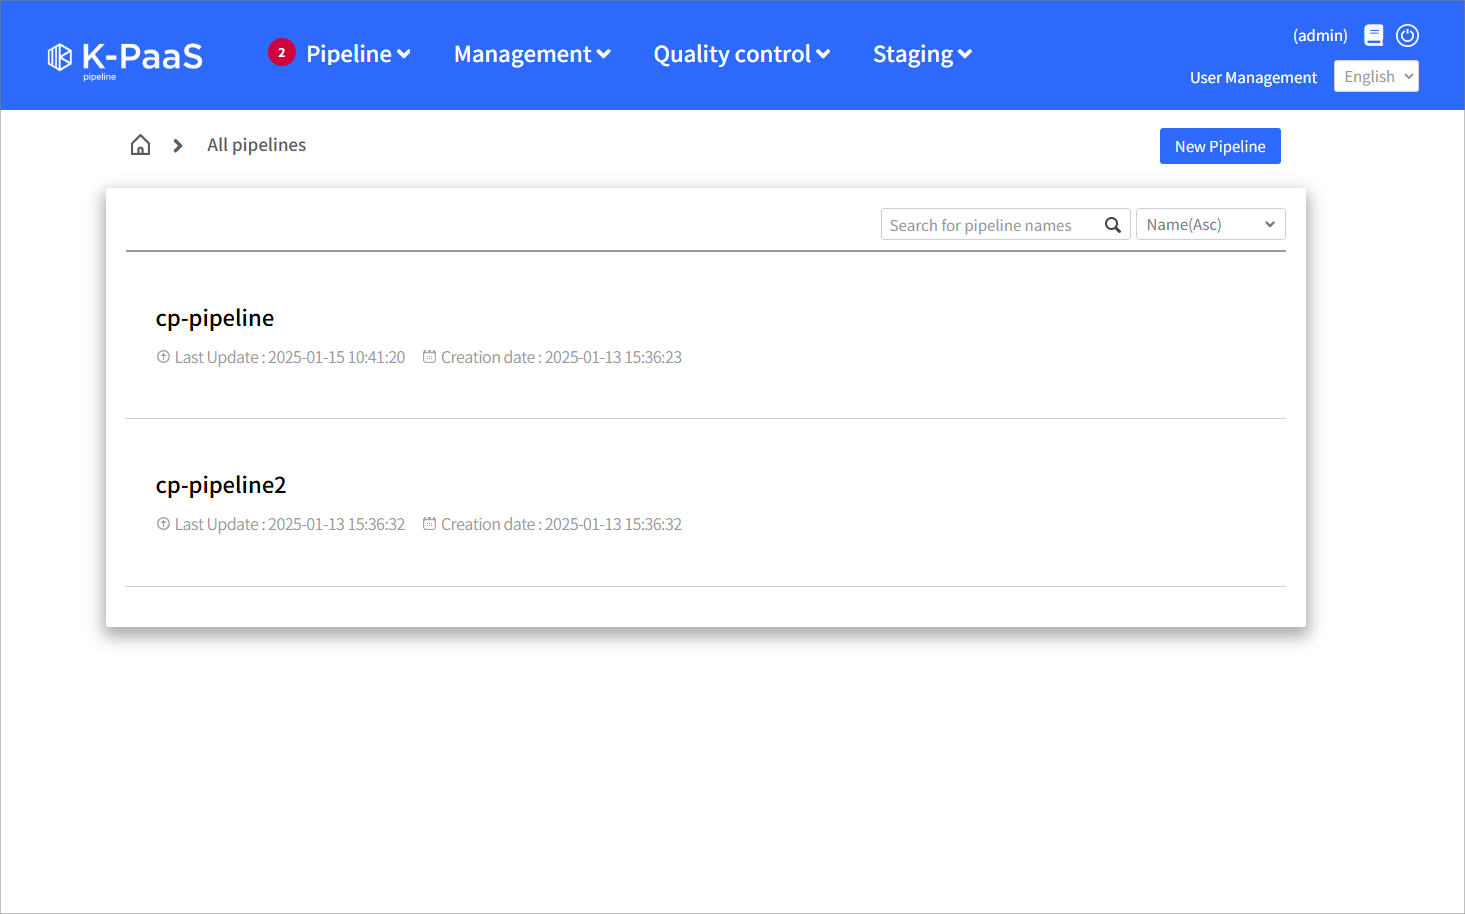 K-PaaS
pipeline
2 Pipeline Management Quality control Staging
(admin)
User Management English
All pipelines
New Pipeline
Search for pipeline names Name(Asc)
cp-pipeline
Last Update : 2025-01-15 10:41:20 Creation date : 2025-01-13 15:36:23
cp-pipeline2
Last Update : 2025-01-13 15:36:32 Creation date : 2025-01-13 15:36:32